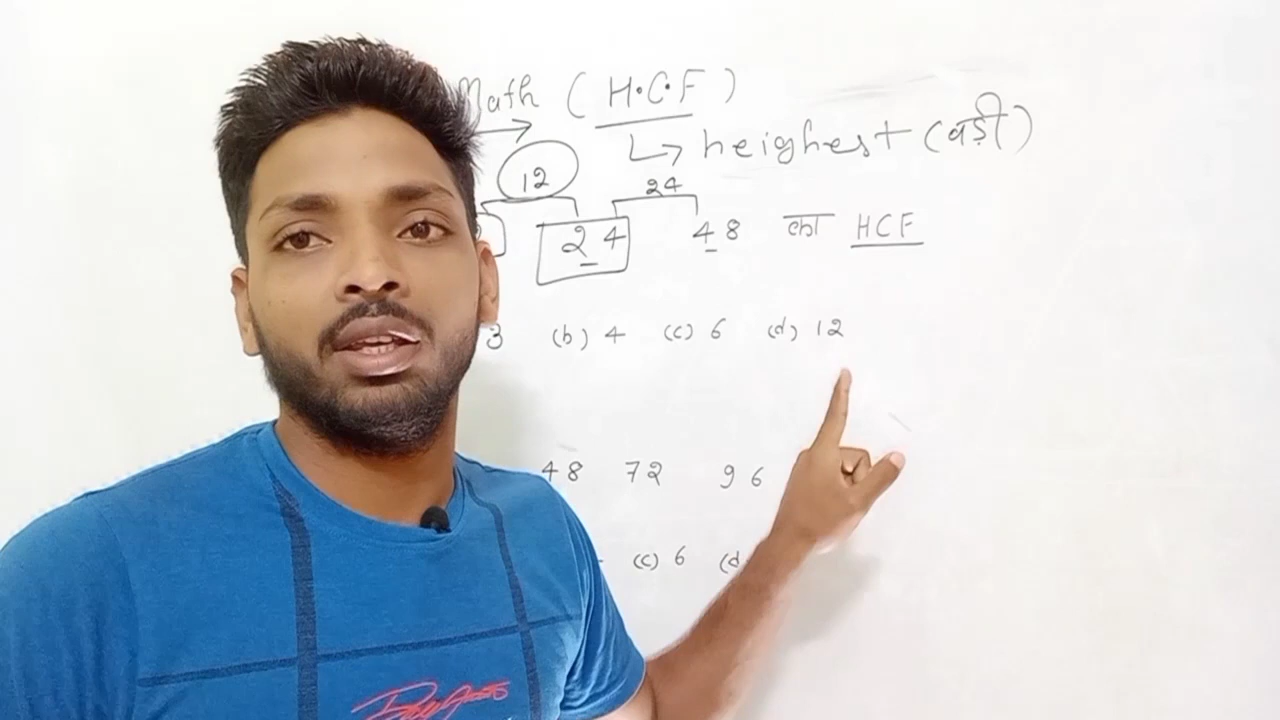 Math (H.C.F)
↳ heighest (बड़ी)
12 24
24 48 का HCF
3 (b) 4 (c) 6 (d) 12
48 72 96
(c) 6 (d